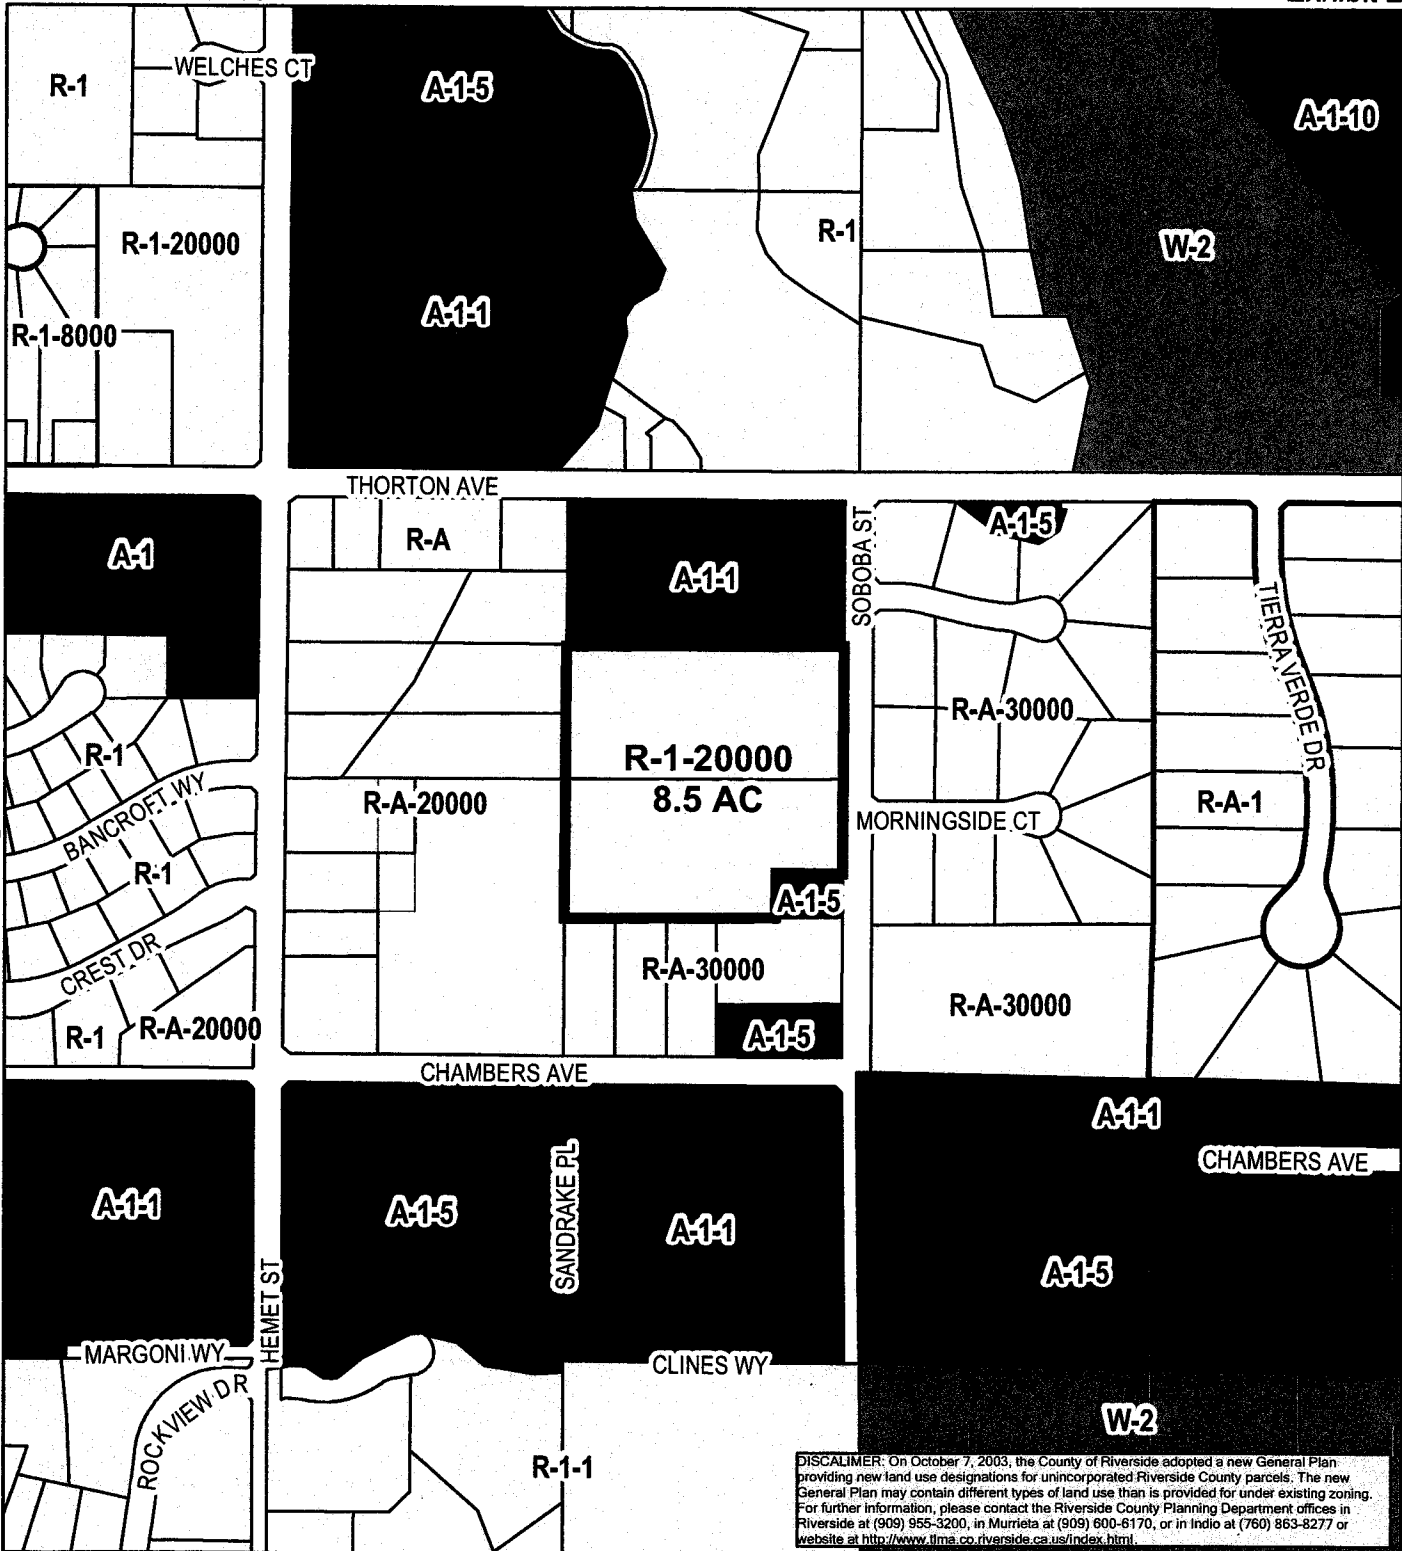 WELCHES CT
R-1
A-1-5
A-1-10
R-1-20000
R-1
W-2
R-1-8000
A-1-1
THORTON AVE
SOBOBA ST
A-1-5
R-A
A-1
A-1-1
TIERRA VERDE DR
R-A-30000
R-1
R-1-20000
8.5 AC
BANCROFT WY
R-A-20000
MORNINGSIDE CT
R-A-1
R-1
A-1-5
CREST DR
R-A-30000
R-A-30000
R-1
R-A-20000
A-1-5
CHAMBERS AVE
A-1-1
CHAMBERS AVE
A-1-1
A-1-5
SANDRAKE PL
A-1-1
A-1-5
HEMET ST
MARGONI WY
CLINES WY
ROCKVIEW DR
W-2
R-1-1
DISCALIMER: On October 7, 2003, the County of Riverside adopted a new General Plan
providing new land use designations for unincorporated Riverside County parcels. The new
General Plan may contain different types of land use than is provided for under existing zoning.
For further information, please contact the Riverside County Planning Department offices in
Riverside at (909) 955-3200, in Murrieta at (909) 600-6170, or in Indio at (760) 863-8277 or
website at http://www.tlma.co.riverside.ca.us/index.html.